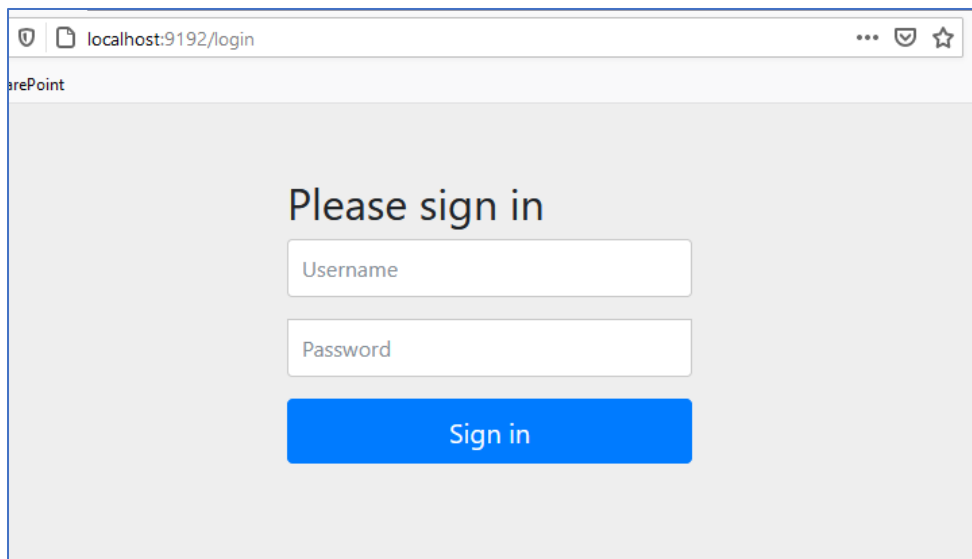 localhost:9192/login
arePoint
Please sign in
Username
Password
Sign in